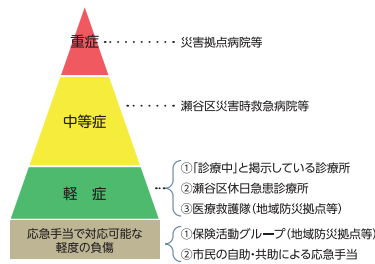 重症
災害拠点病院等
中等症
瀬谷区災害時救急病院等
軽 症
①「診療中」と掲示している診療所
②瀬谷区休日急患診療所
③医療救護隊（地域防災拠点等）
応急手当で対応可能な
軽度の負傷
①保険活動グループ（地域防災拠点等）
②市民の自助・共助による応急手当